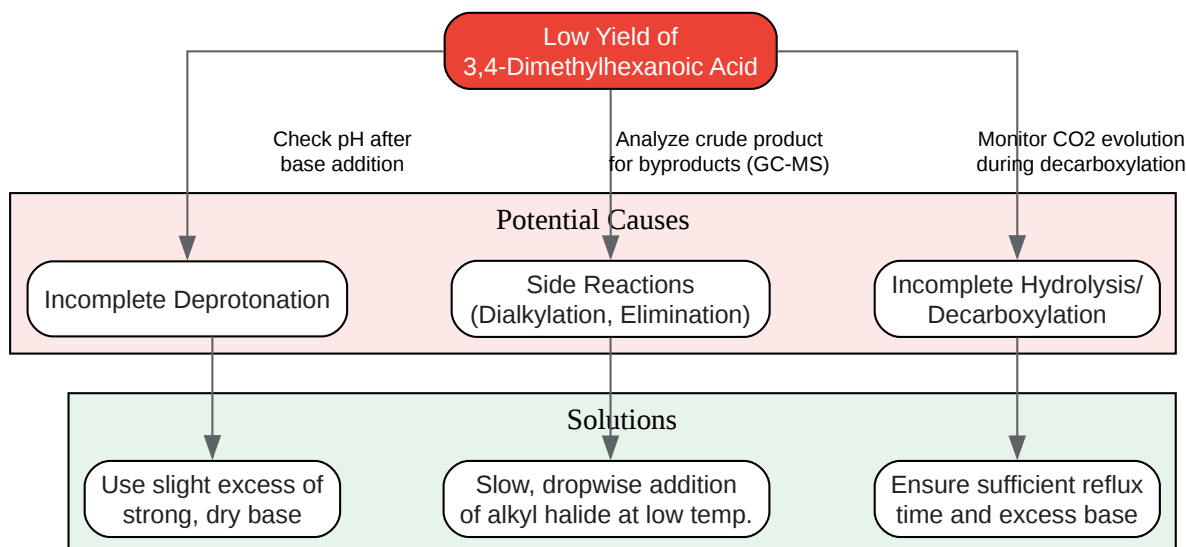 Low Yield of
3,4-Dimethylhexanoic Acid
Check pH after
base addition
Analyze crude product
for byproducts (GC-MS)
Monitor CO2 evolution
during decarboxylation
Potential Causes
Incomplete Deprotonation
Side Reactions
(Dialkylation, Elimination)
Incomplete Hydrolysis/
Decarboxylation
Solutions
Use slight excess of
strong, dry base
Slow, dropwise addition
of alkyl halide at low temp.
Ensure sufficient reflux
time and excess base